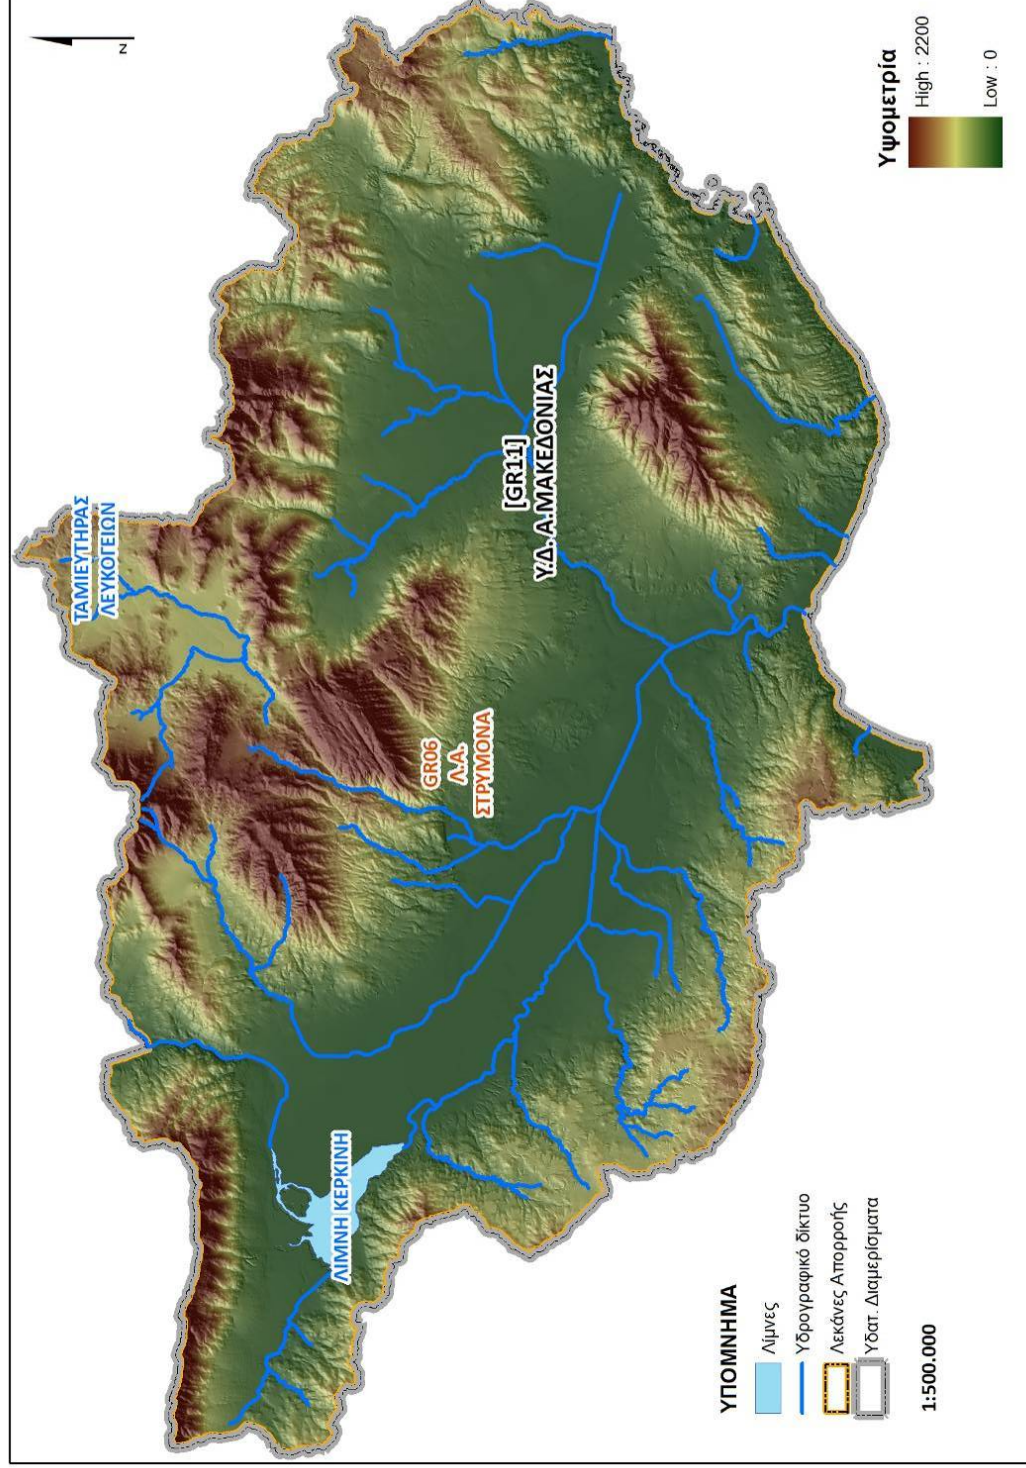 Z
ΤΑΜΙΕΥΤΗΡΑΣ
ΛΕΥΚΟΓΕΙΩΝ
GR06
Λ.Α.
ΣΤΡΥΜΟΝΑ
[GR11]
Υ.Δ. Α.ΜΑΚΕΔΟΝΙΑΣ
ΛΙΜΝΗ ΚΕΡΚΙΝΗ
ΥΠΟΜΝΗΜΑ
Λίμνες
Υδρογραφικό δίκτυο
Λεκάνες Απορροής
Υδατ. Διαμερίσματα
1:500.000
Υψομετρία
High : 2200
Low : 0